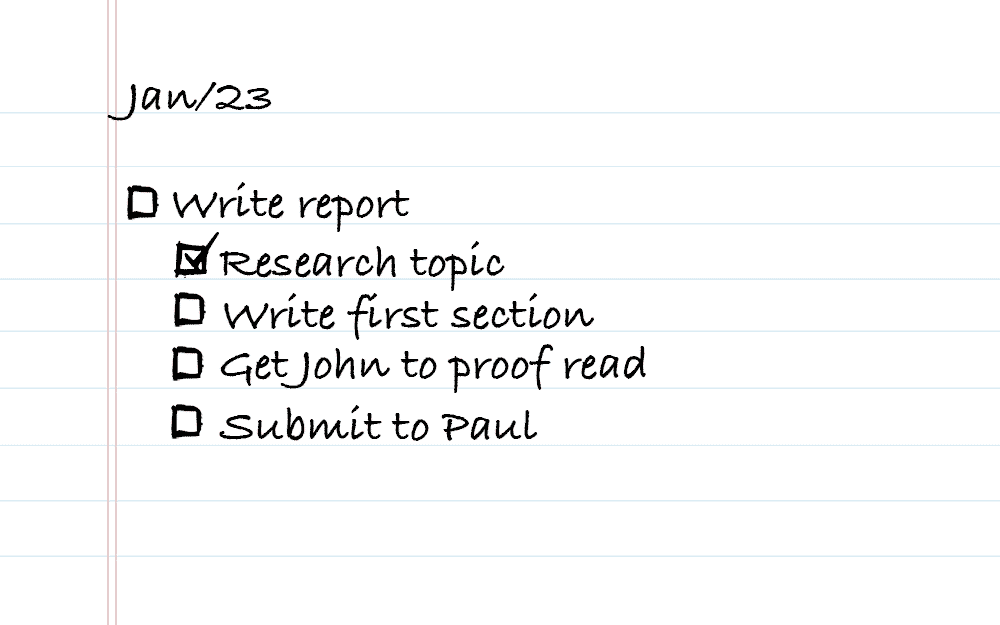 Jan/23
☐ Write report
☑ Research topic
☐ Write first section
☐ Get John to proof read
☐ Submit to Paul